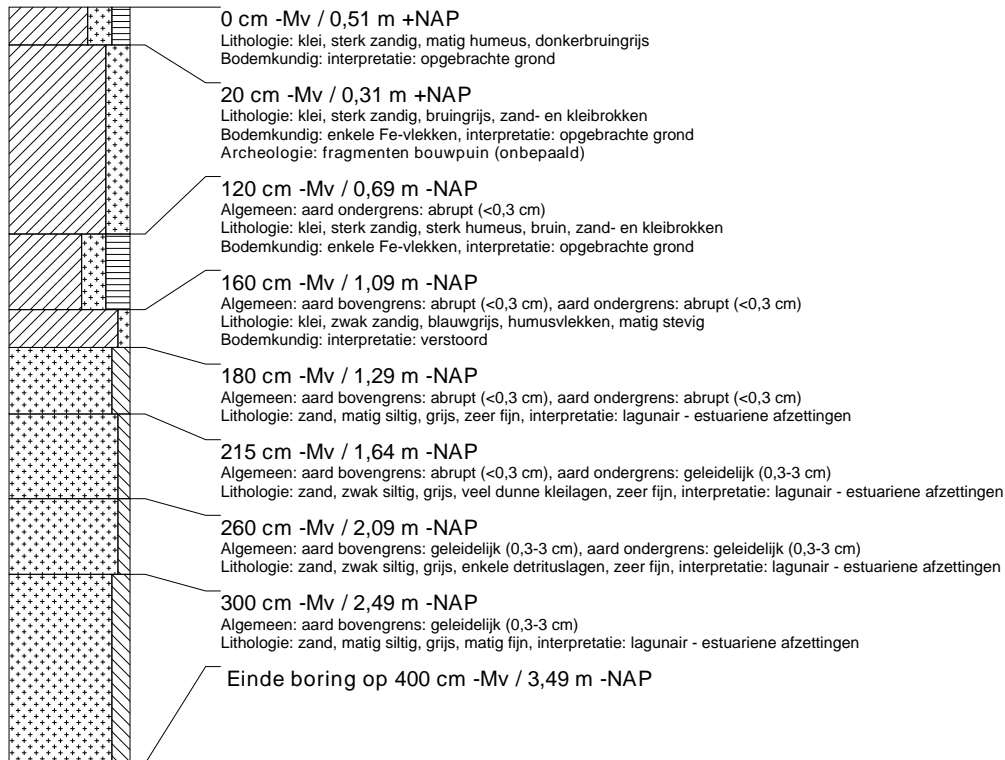 0 cm -Mv / 0,51 m +NAP
Lithologie: klei, sterk zandig, matig humeus, donkerbruingrijs
Bodemkundig: interpretatie: opgebrachte grond
20 cm -Mv / 0,31 m +NAP
Lithologie: klei, sterk zandig, bruingrijs, zand- en kleibrokken
Bodemkundig: enkele Fe-vlekken, interpretatie: opgebrachte grond
Archeologie: fragmenten bouwpuin (onbepaald)
120 cm -Mv / 0,69 m -NAP
Algemeen: aard ondergrens: abrupt (<0,3 cm)
Lithologie: klei, sterk zandig, sterk humeus, bruin, zand- en kleibrokken
Bodemkundig: enkele Fe-vlekken, interpretatie: opgebrachte grond
160 cm -Mv / 1,09 m -NAP
Algemeen: aard bovengrens: abrupt (<0,3 cm), aard ondergrens: abrupt (<0,3 cm)
Lithologie: klei, zwak zandig, blauwgrijs, humusvlekken, matig stevig
Bodemkundig: interpretatie: verstoord
180 cm -Mv / 1,29 m -NAP
Algemeen: aard bovengrens: abrupt (<0,3 cm), aard ondergrens: abrupt (<0,3 cm)
Lithologie: zand, matig siltig, grijs, zeer fijn, interpretatie: lagunair - estuariene afzettingen
215 cm -Mv / 1,64 m -NAP
Algemeen: aard bovengrens: abrupt (<0,3 cm), aard ondergrens: geleidelijk (0,3-3 cm)
Lithologie: zand, zwak siltig, grijs, veel dunne kleilagen, zeer fijn, interpretatie: lagunair - estuariene afzettingen
260 cm -Mv / 2,09 m -NAP
Algemeen: aard bovengrens: geleidelijk (0,3-3 cm), aard ondergrens: geleidelijk (0,3-3 cm)
Lithologie: zand, zwak siltig, grijs, enkele detrituslagen, zeer fijn, interpretatie: lagunair - estuariene afzettingen
300 cm -Mv / 2,49 m -NAP
Algemeen: aard bovengrens: geleidelijk (0,3-3 cm)
Lithologie: zand, matig siltig, grijs, matig fijn, interpretatie: lagunair - estuariene afzettingen
Einde boring op 400 cm -Mv / 3,49 m -NAP